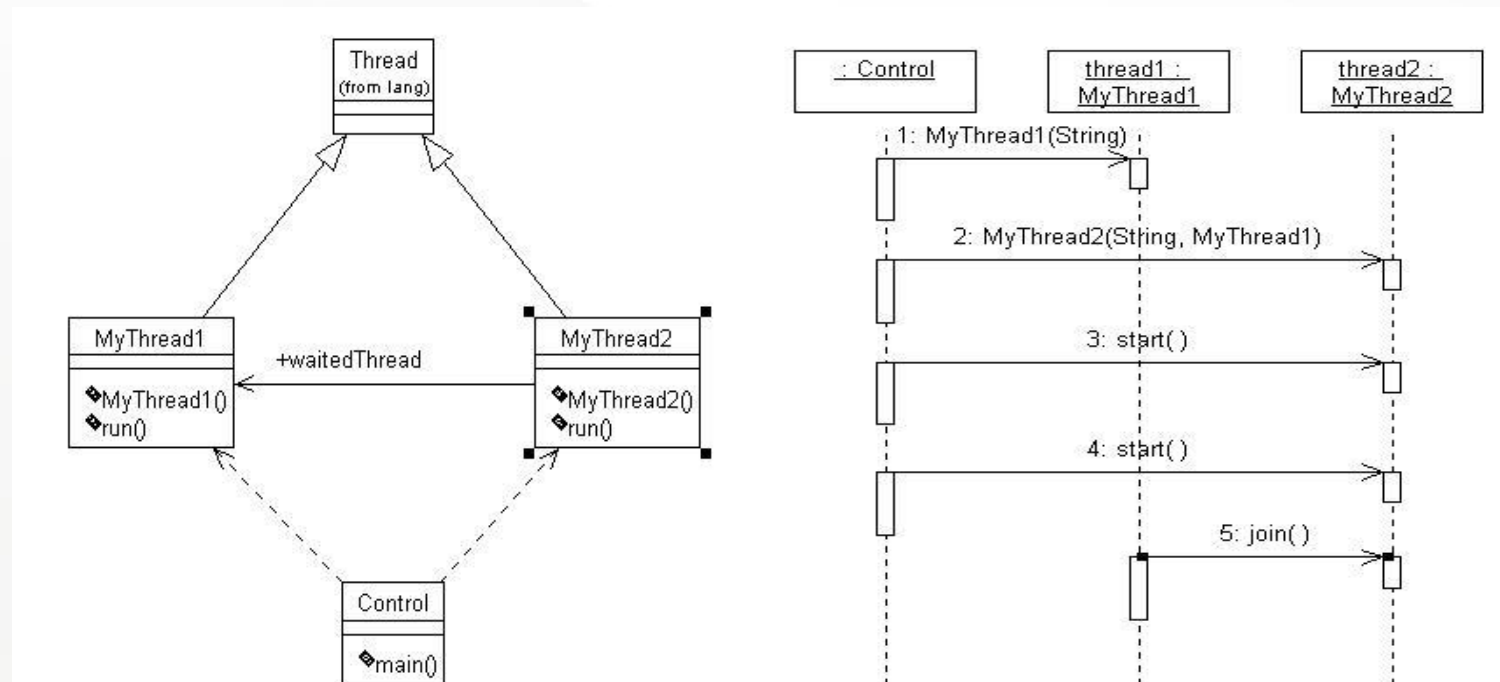 Thread
(from lang)
MyThread1
MyThread1()
run()
+waitedThread
MyThread2
MyThread2()
run()
Control
main()
: Control
thread1 :
MyThread1
thread2 :
MyThread2
1: MyThread1(String)
2: MyThread2(String, MyThread1)
3: start( )
4: start( )
5: join( )